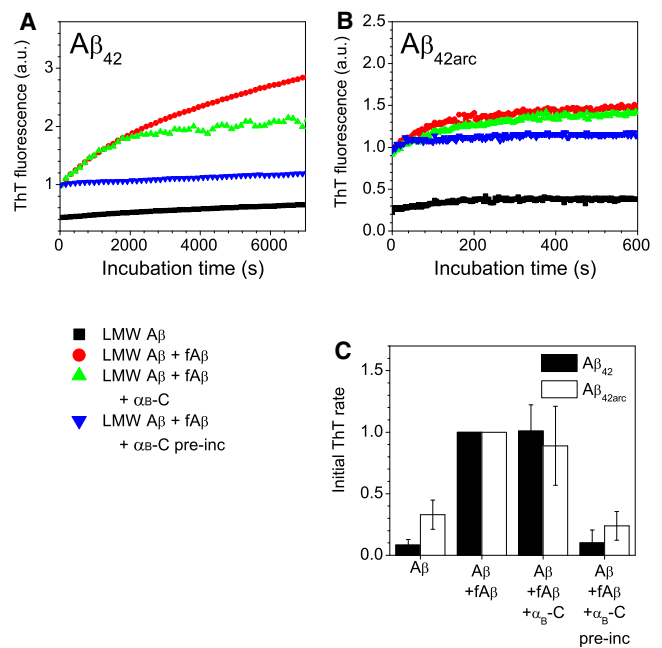 A
Aβ42
ThT fluorescence (a.u.)
3
2
1
0 2000 4000 6000
Incubation time (s)
B
Aβ42arc
ThT fluorescence (a.u.)
2.5
2.0
1.5
1.0
0.5
0.0
0 200 400 600
Incubation time (s)
LMW Aβ
LMW Aβ + fAβ
LMW Aβ + fAβ
+ αB-C
LMW Aβ + fAβ
+ αB-C pre-inc
C
Aβ42
Aβ42arc
Initial ThT rate
1.5
1.0
0.5
0.0
Aβ
Aβ
+fAβ
Aβ
+fAβ
+αB-C
Aβ
+fAβ
+αB-C
pre-inc